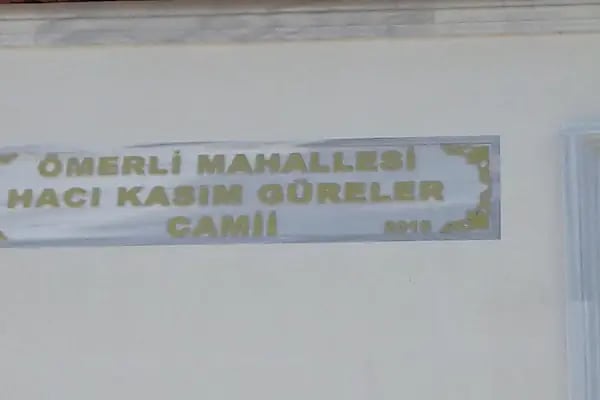 ÖMERLİ MAHALLESİ
HACI KASIM GÜRELER
CAMİİ